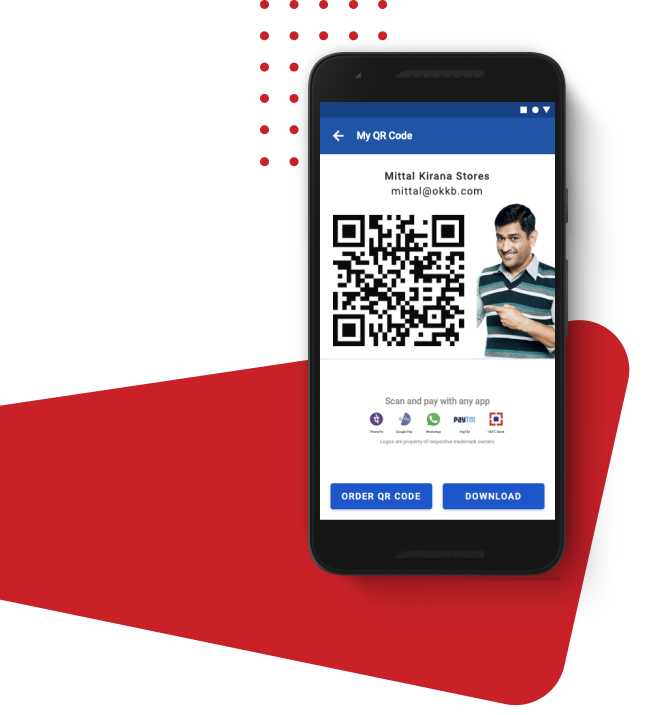 My QR Code
Mittal Kirana Stores
mittal@okkb.com
Scan and pay with any app
Paytm
PhonePe Google Pay WhatsApp PayTM HDFC Bank
Logos are property of respective trademark owners
ORDER QR CODE DOWNLOAD